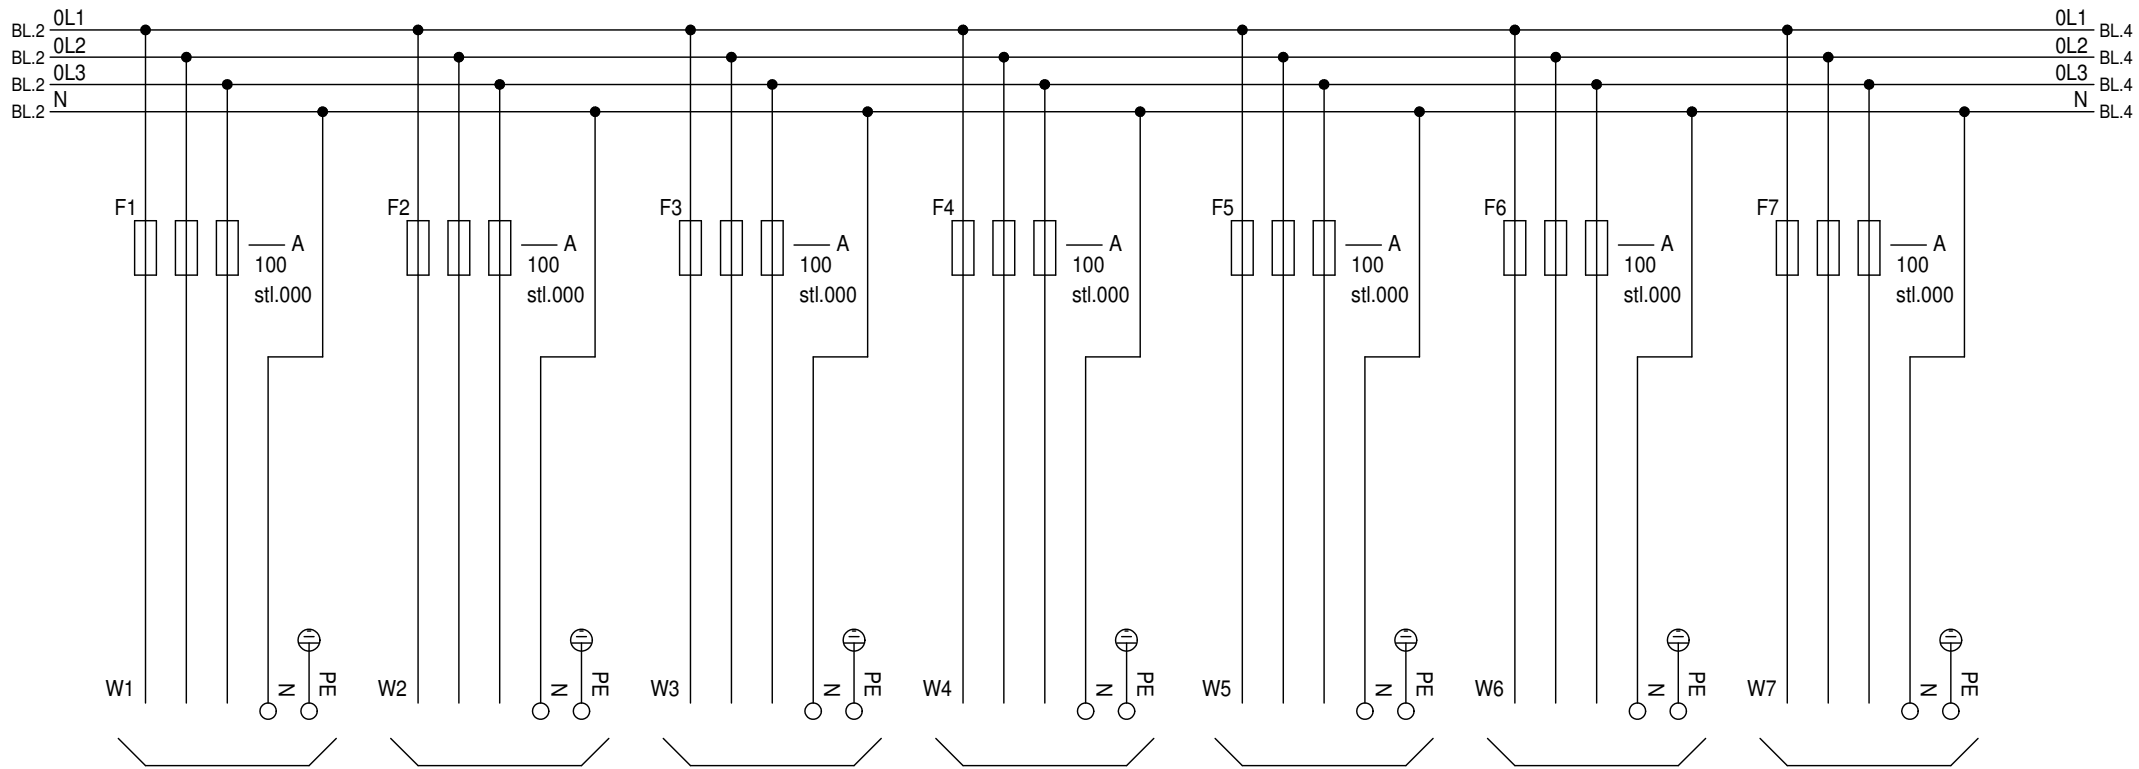 BL.2 0L1 0L1 BL.4
BL.2 0L2 0L2 BL.4
BL.2 0L3 0L3 BL.4
BL.2 N N BL.4
F1 F2 F3 F4 F5 F6 F7
A A A A A A A
100 100 100 100 100 100 100
stl.000 stl.000 stl.000 stl.000 stl.000 stl.000 stl.000
W1 N PE W2 N PE W3 N PE W4 N PE W5 N PE W6 N PE W7 N PE